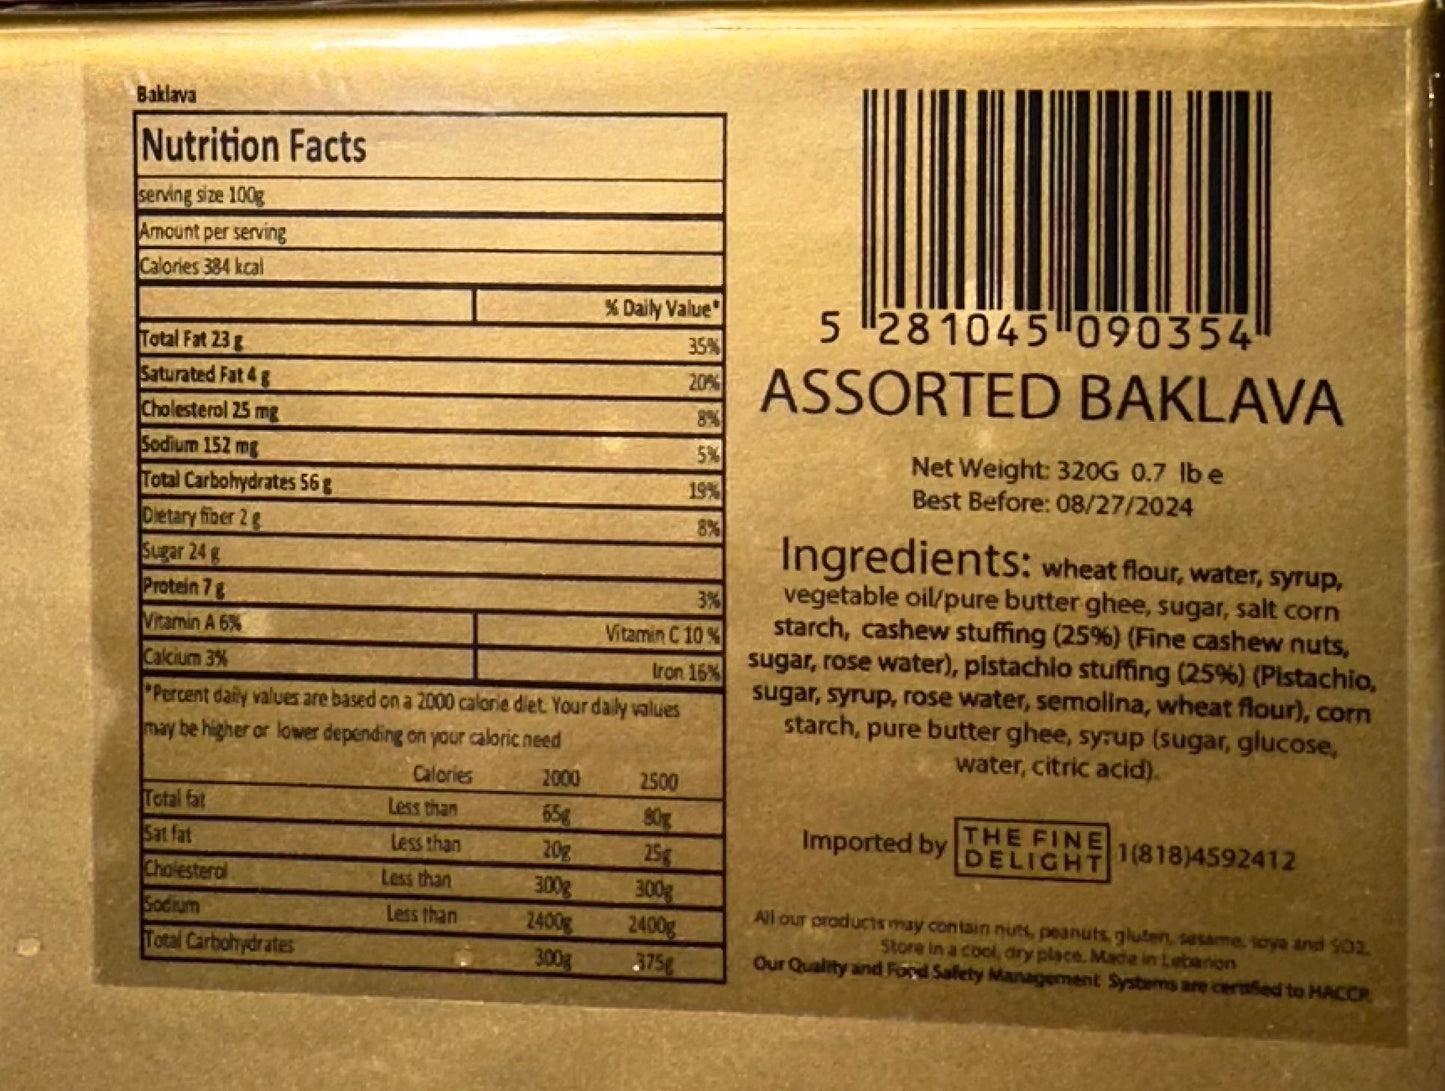 Baklava
Nutrition Facts
serving size 100g
Amount per serving
Calories 384 kcal
% Daily Value*
Total Fat 23 g 35%
Saturated Fat 4 g 20%
Cholesterol 25 mg 8%
Sodium 152 mg 5%
Total Carbohydrates 56 g 19%
Dietary fiber 2 g 8%
Sugar 24 g
Protein 7 g 3%
Vitamin A 6% Vitamin C 10 %
Calcium 3% Iron 16%
*Percent daily values are based on a 2000 calorie diet. Your daily values
may be higher or lower depending on your caloric need
Calories 2000 2500
Total fat Less than 65g 80g
Sat fat Less than 20g 25g
Cholesterol Less than 300g 300g
Sodium Less than 2400g 2400g
Total Carbohydrates 300g 375g
5 281045 090354
ASSORTED BAKLAVA
Net Weight: 320G 0.7 lb e
Best Before: 08/27/2024
Ingredients: wheat flour, water, syrup,
vegetable oil/pure butter ghee, sugar, salt corn
starch, cashew stuffing (25%) (Fine cashew nuts,
sugar, rose water), pistachio stuffing (25%) (Pistachio,
sugar, syrup, rose water, semolina, wheat flour), corn
starch, pure butter ghee, syrup (sugar, glucose,
water, citric acid).
Imported by THE FINE DELIGHT 1(818)4592412
All our products may contain nuts, peanuts, gluten, sesame, soya and SO2.
Store in a cool, dry place. Made in Lebanon
Our Quality and Food Safety Management Systems are certified to HACCP.